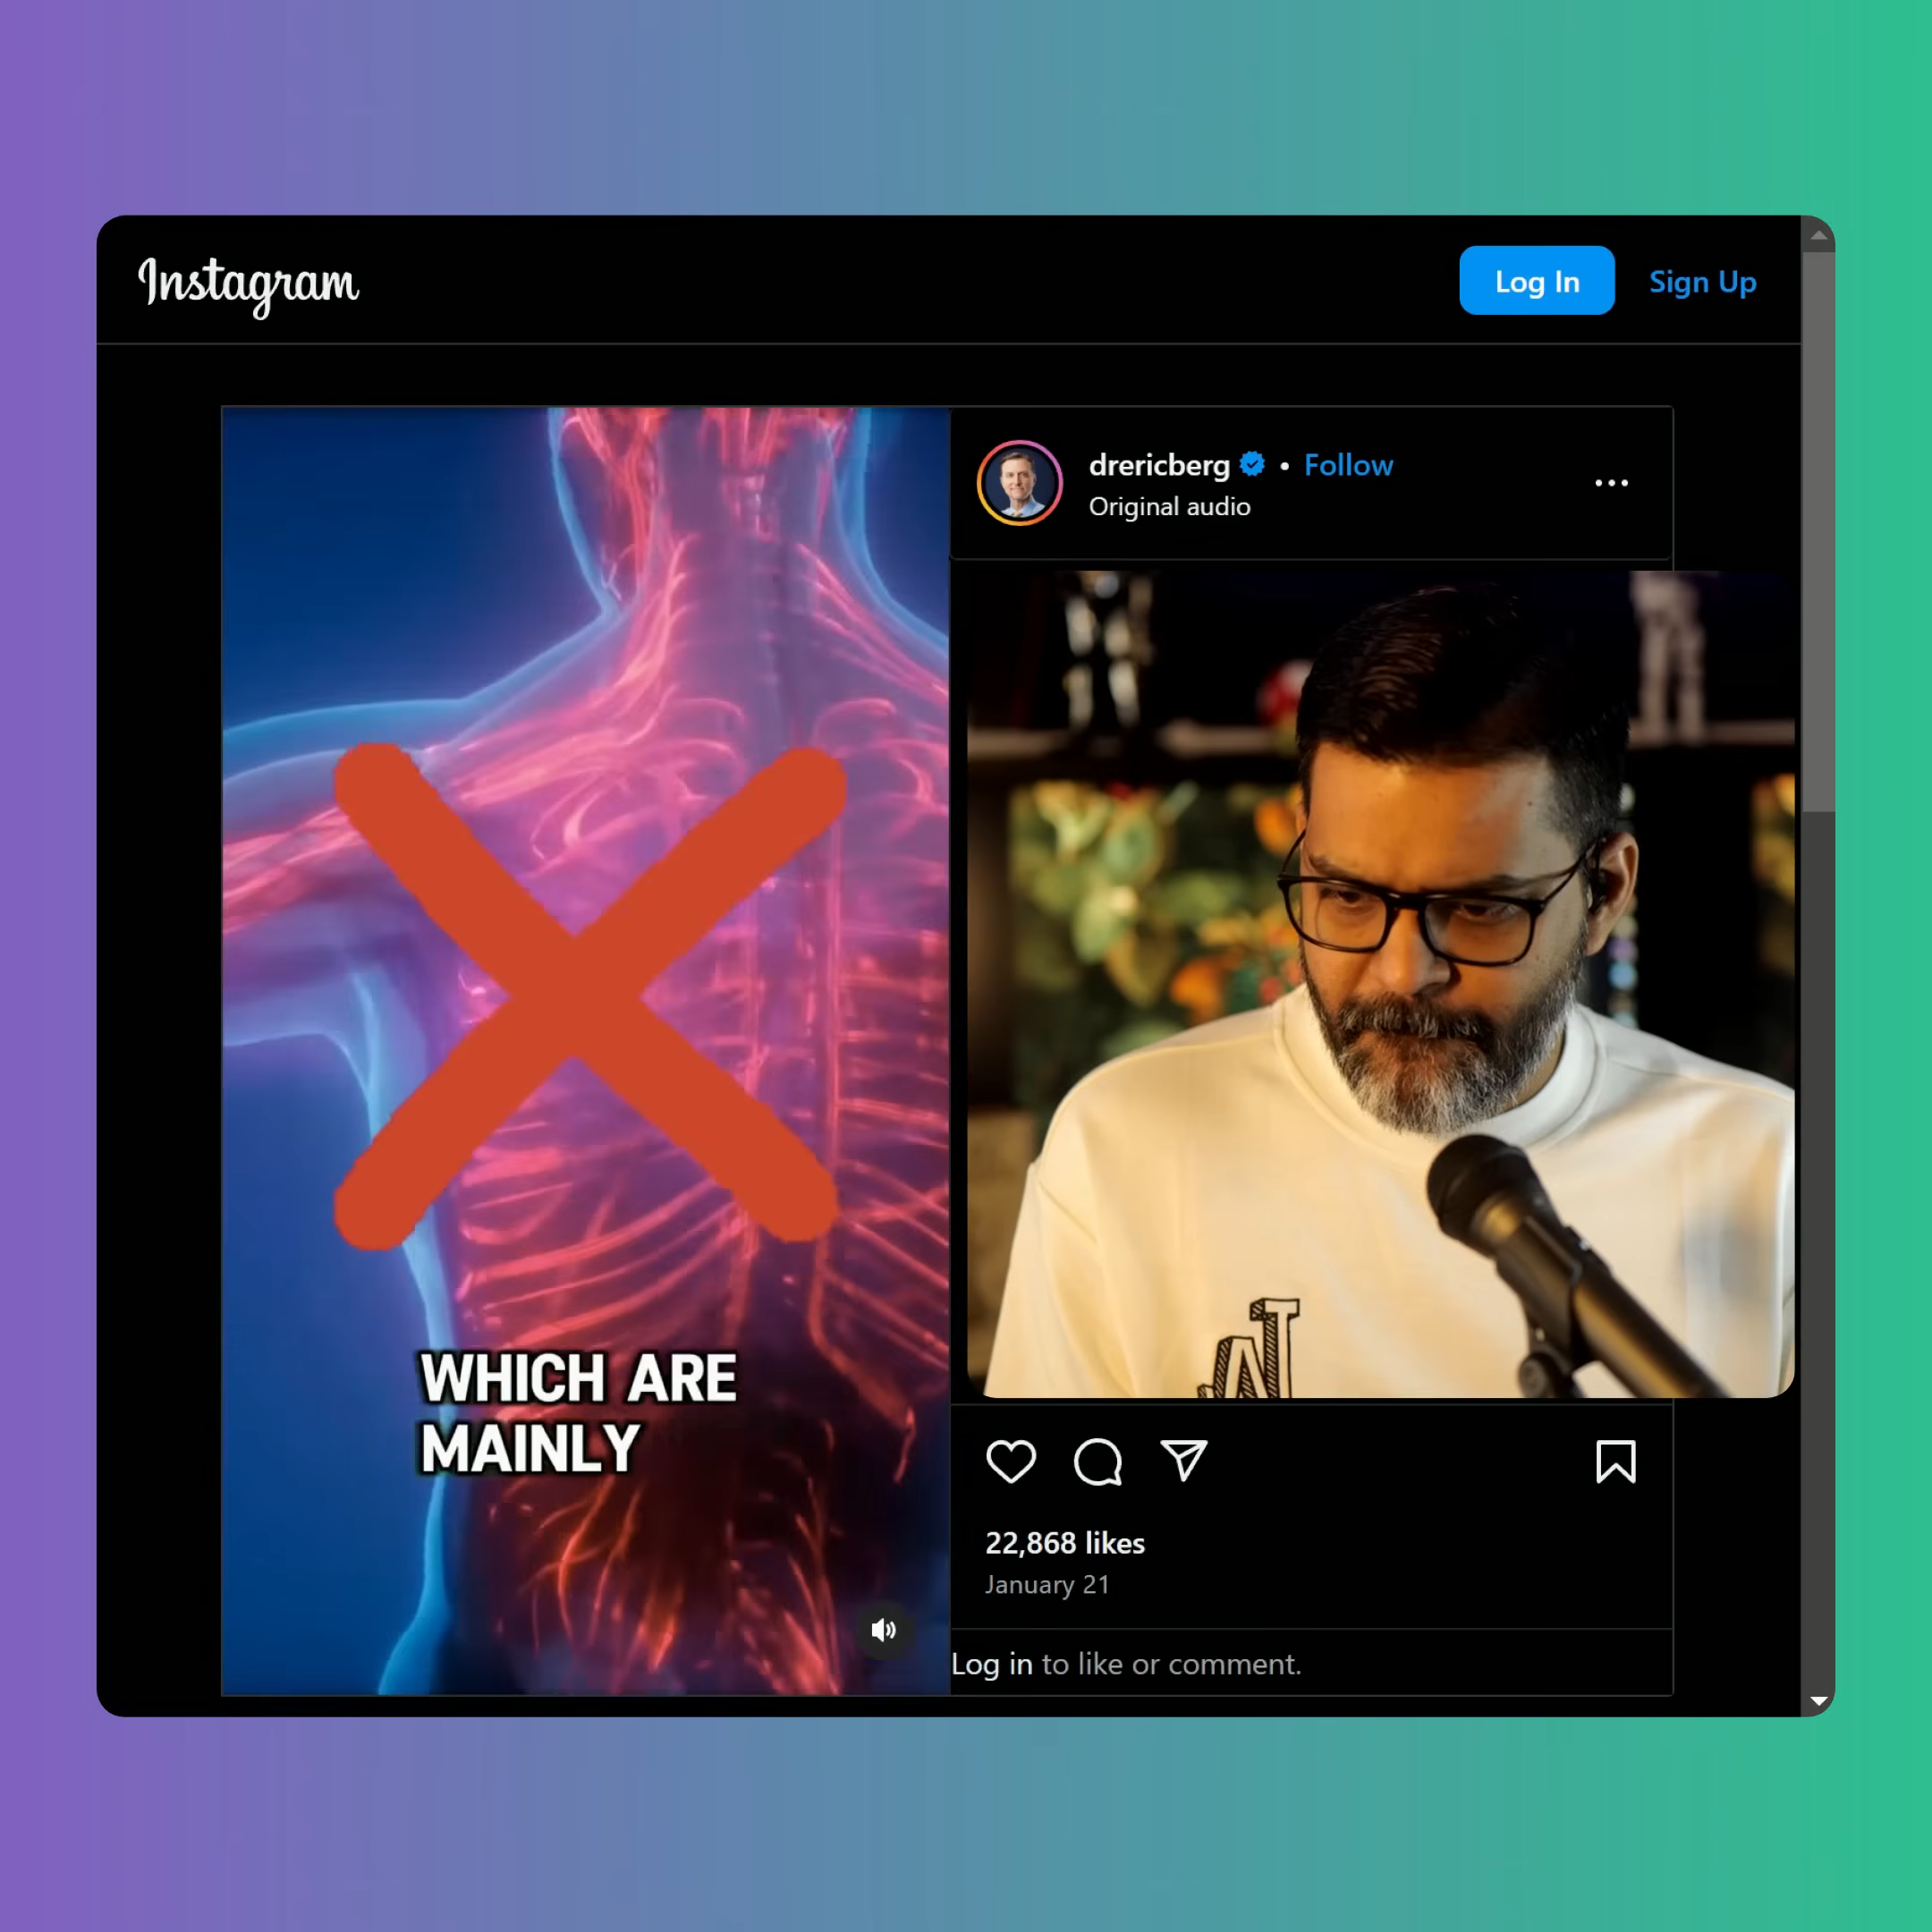 Instagram
Log In
Sign Up
drericberg • Follow
Original audio
WHICH ARE
MAINLY
22,868 likes
January 21
Log in to like or comment.